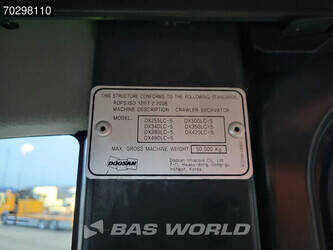 70298110
THIS STRUCTURE CONFORMS TO THE FOLLOWING STANDARDS.
ROPS:ISO 12117-2:2008
MACHINE DESCRIPTION : CRAWLER EXCAVATOR
MODEL:
DX255LC-5 DX300LC-5
DX340LC-5 DX350LC-5
DX380LC-5 DX420LC-5
DX490LC-5
MAX. GROSS MACHINE WEIGHT : 50,000 Kg
DOOSAN
Doosan Infracore Co., Ltd
Incheon, Korea
BAS WORLD